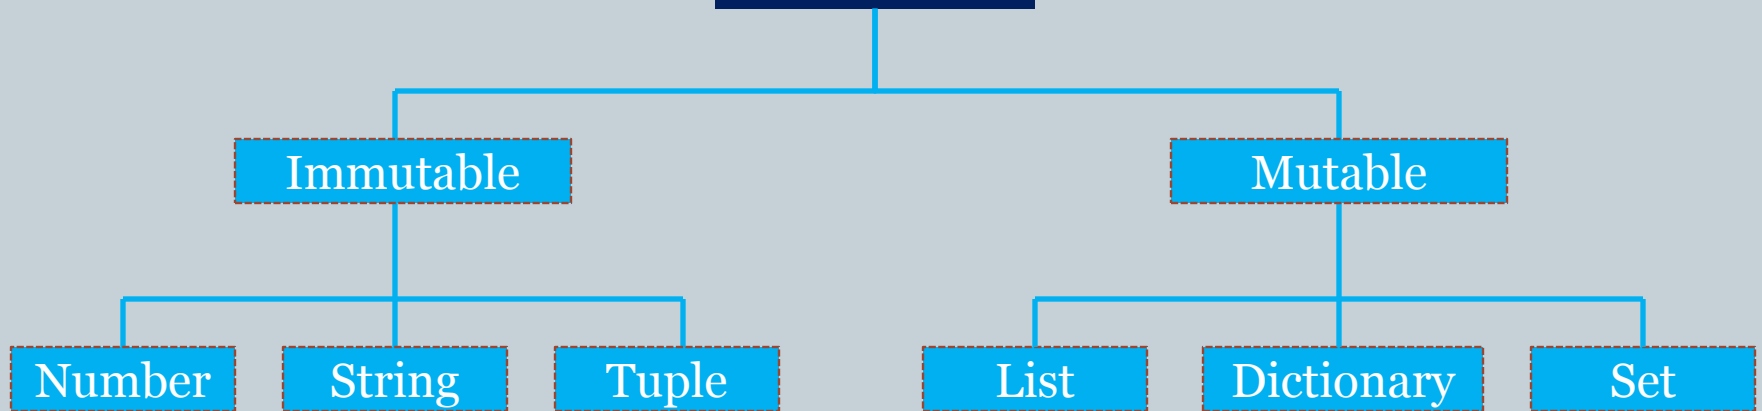 Immutable
Mutable
Number
String
Tuple
List
Dictionary
Set